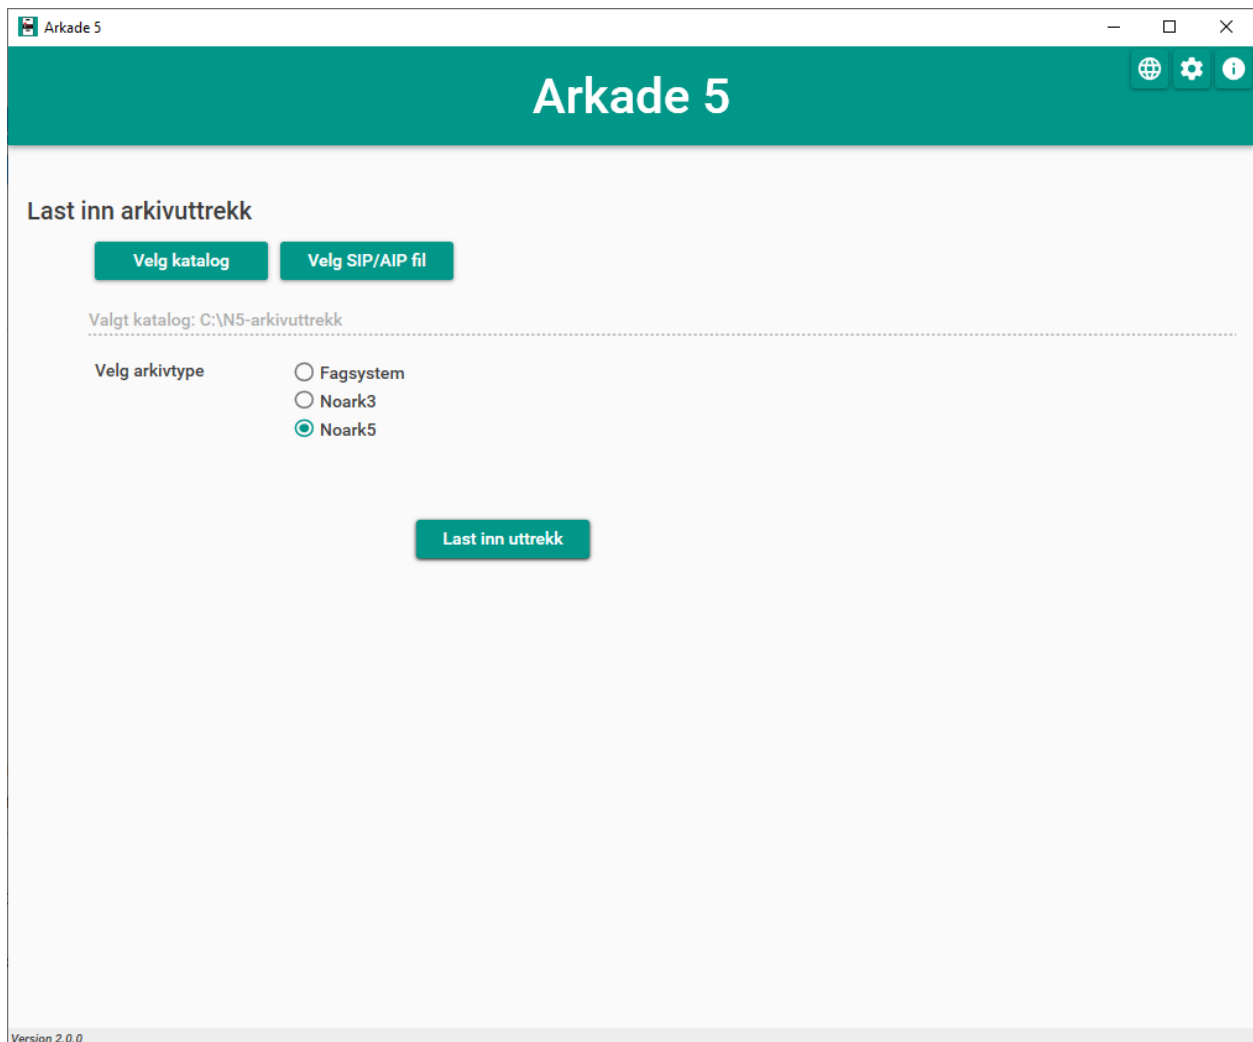 Arkade 5
Arkade 5
Last inn arkivuttrekk
Velg katalog
Velg SIP/AIP fil
Valgt katalog: C:\N5-arkivuttrekk
Velg arkivtype
Fagsystem
Noark3
Noark5
Last inn uttrekk
Version 2.0.0